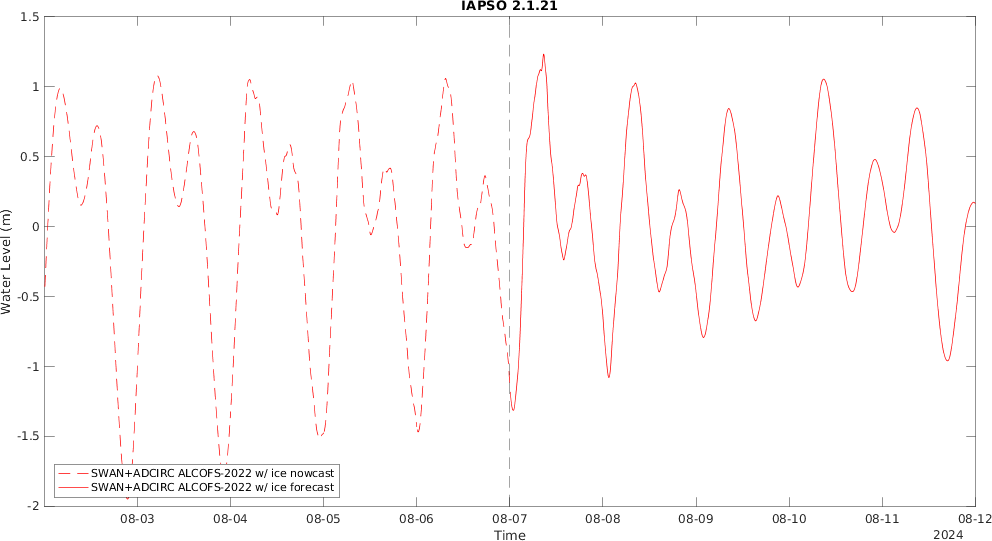 IAPSO 2.1.21
1.5
1
0.5
0
-0.5
-1
-1.5
-2
Water Level (m)
SWAN+ADCIRC ALCOFS-2022 w/ ice nowcast
SWAN+ADCIRC ALCOFS-2022 w/ ice forecast
08-03 08-04 08-05 08-06 08-07 08-08 08-09 08-10 08-11 08-12
Time
2024